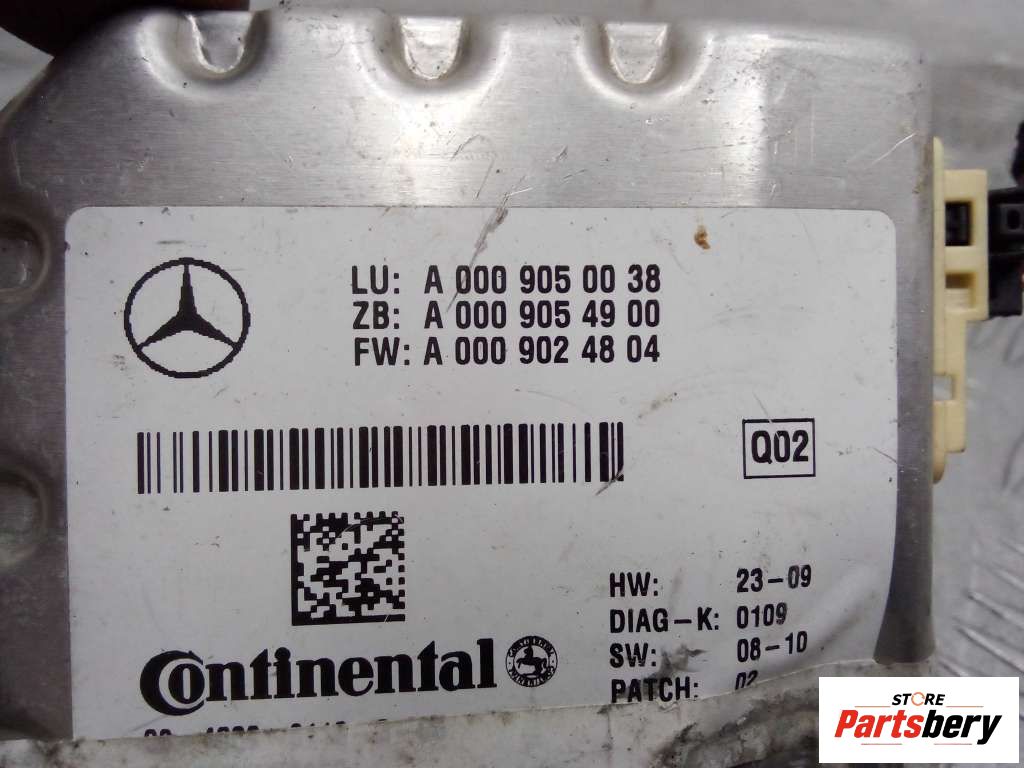 LU: A 000 905 00 38
ZB: A 000 905 49 00
FW: A 000 902 48 04
Q02
HW: 23-09
DIAG-K: 0109
SW: 08-10
PATCH: 02
Continental
STORE
Partsbery